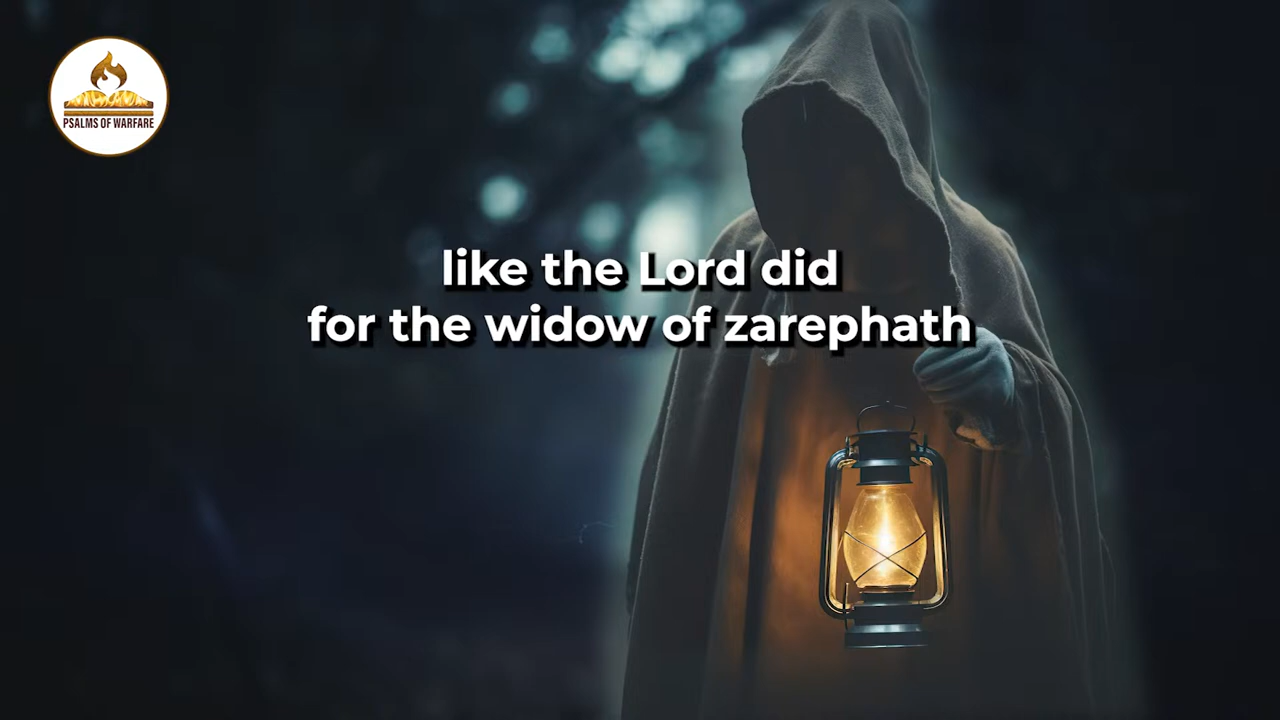 PSALMS OF WARFARE
like the Lord did
for the widow of zarephath